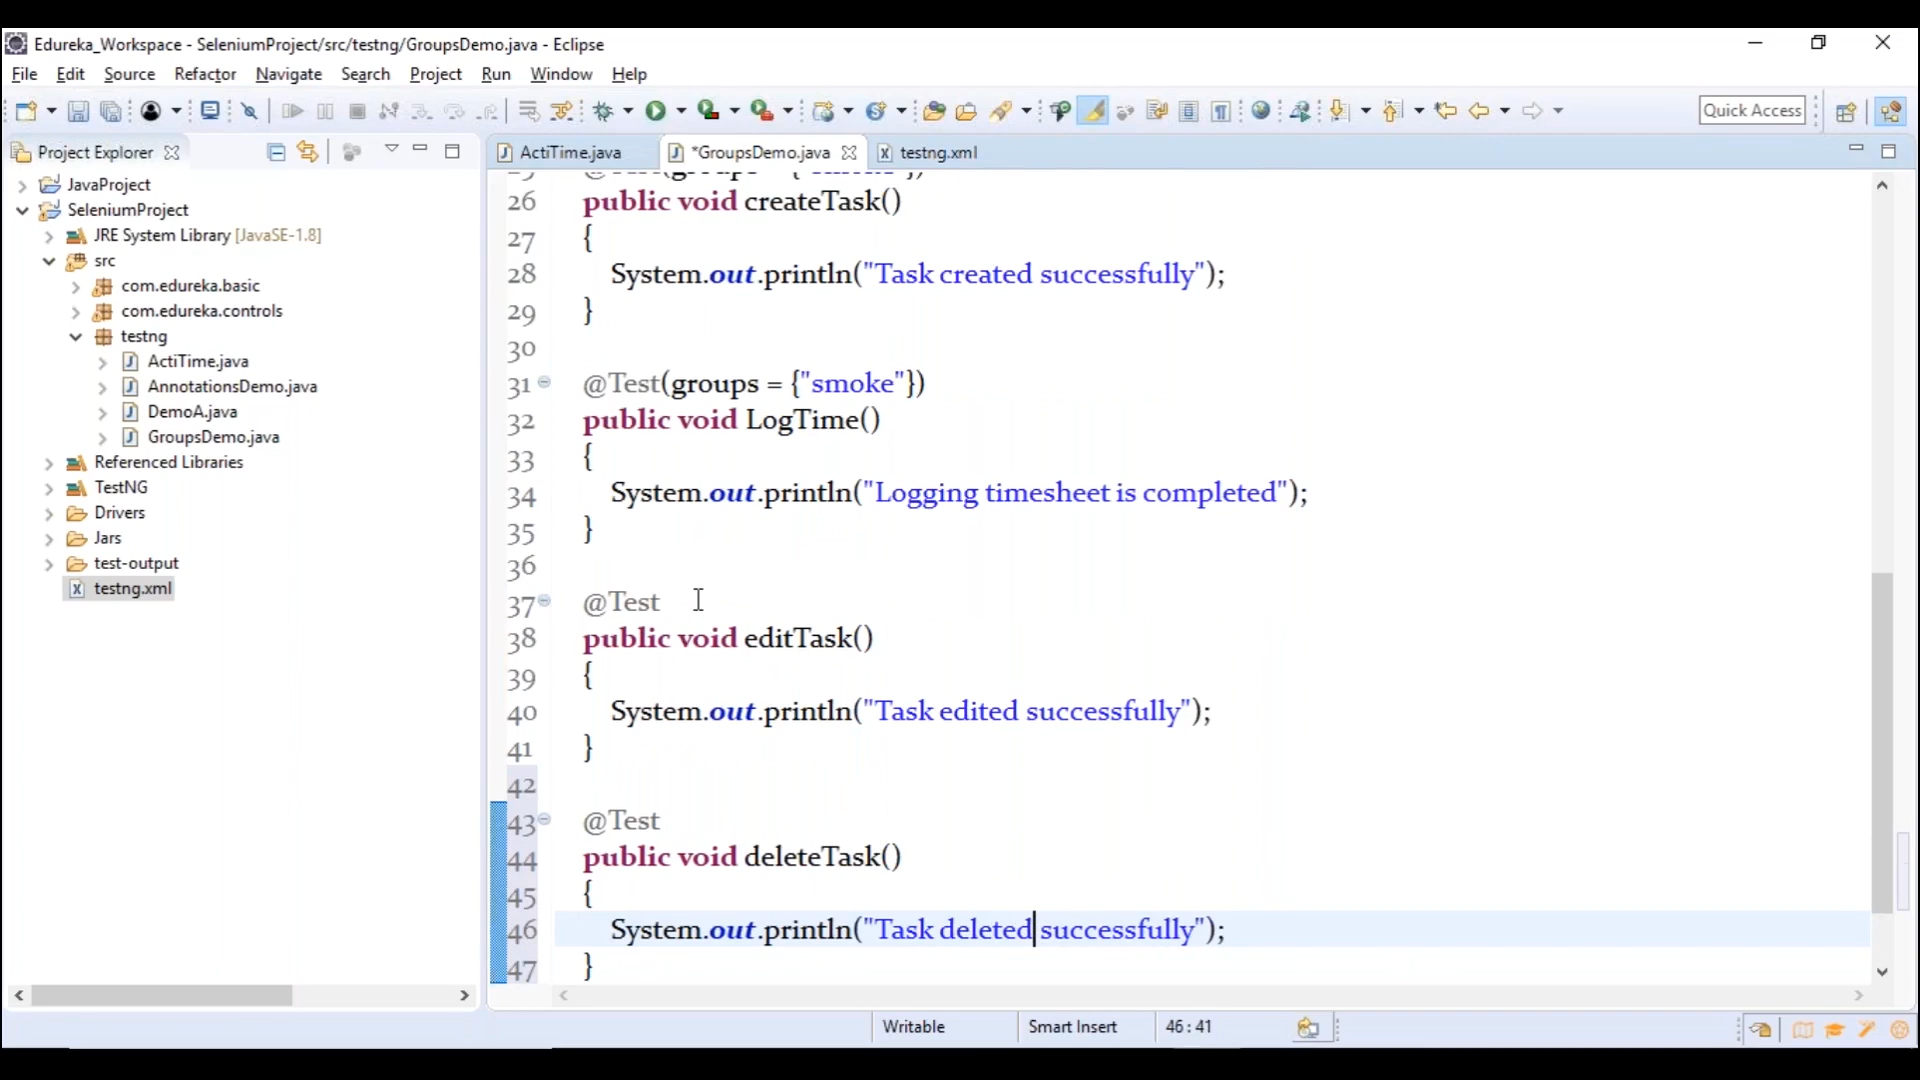 Edureka_Workspace - SeleniumProject/src/testng/GroupsDemo.java - Eclipse
File Edit Source Refactor Navigate Search Project Run Window Help
Quick Access
Project Explorer
JavaProject
SeleniumProject
JRE System Library [JavaSE-1.8]
src
com.edureka.basic
com.edureka.controls
testng
ActiTime.java
AnnotationsDemo.java
DemoA.java
GroupsDemo.java
Referenced Libraries
TestNG
Drivers
Jars
test-output
testng.xml
ActiTime.java *GroupsDemo.java testng.xml
26 public void createTask()
27 {
28 System.out.println("Task created successfully");
29 }
30
31 @Test(groups = {"smoke"})
32 public void LogTime()
33 {
34 System.out.println("Logging timesheet is completed");
35 }
36
37 @Test
38 public void editTask()
39 {
40 System.out.println("Task edited successfully");
41 }
42
43 @Test
44 public void deleteTask()
45 {
46 System.out.println("Task deleted successfully");
47 }
Writable Smart Insert 46 : 41